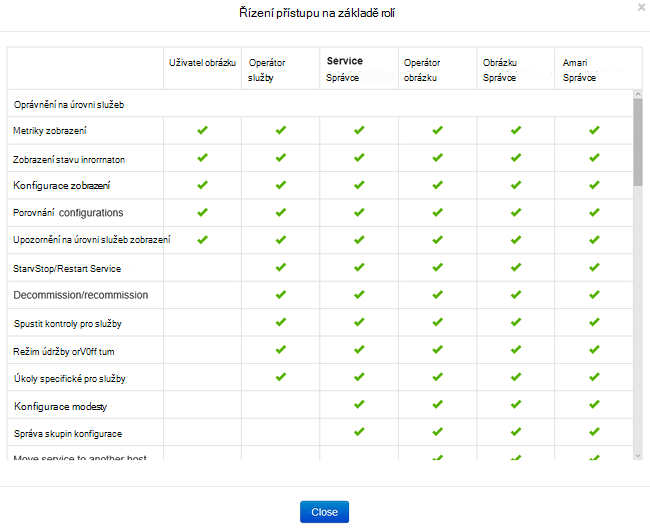 Řízení přístupu na základě rolí
Uživatel obrázku
Operátor
služby
Service
Správce
Operátor
obrázku
Obrázku
Správce
Amari
Správce
Oprávnění na úrovni služeb
Metriky zobrazení
Zobrazení stavu inrorrnaton
Konfigurace zobrazení
Porovnání configurations
Upozornění na úrovni služeb zobrazení
StarvStop/Restart Service
Decommission/recommission
Spustit kontroly pro služby
Režim údržby orV0ff tum
Úkoly specifické pro služby
Konfigurace modesty
Správa skupin konfigurace
Move service to another host
Close